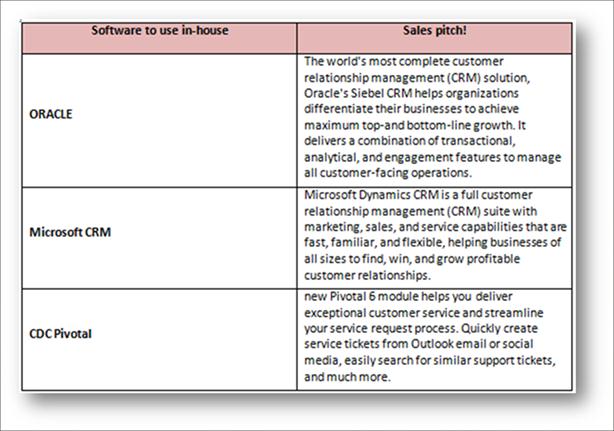 Software to use in-house
Sales pitch!
ORACLE
The world's most complete customer
relationship management (CRM) solution,
Oracle's Siebel CRM helps organizations
differentiate their businesses to achieve
maximum top-and bottom-line growth. It
delivers a combination of transactional,
analytical, and engagement features to manage
all customer-facing operations.
Microsoft CRM
Microsoft Dynamics CRM is a full customer
relationship management (CRM) suite with
marketing, sales, and service capabilities that are
fast, familiar, and flexible, helping businesses of
all sizes to find, win, and grow profitable
customer relationships.
CDC Pivotal
new Pivotal 6 module helps you deliver
exceptional customer service and streamline
your service request process. Quickly create
service tickets from Outlook email or social
media, easily search for similar support tickets,
and much more.